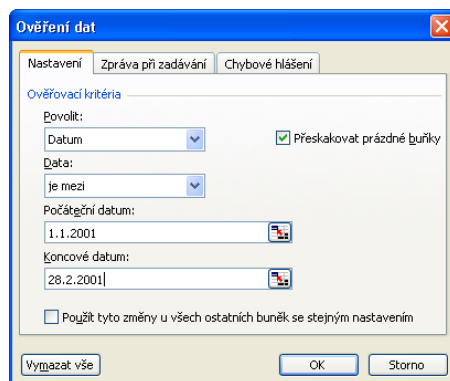 Ověření dat
Nastavení Zpráva při zadávání Chybové hlášení
Ověřovací kritéria
Povolit:
Datum
Přeskakovat prázdné buňky
Data:
je mezi
Počáteční datum:
1.1.2001
Koncové datum:
28.2.2001
Použít tyto změny u všech ostatních buněk se stejným nastavením
Vymazat vše OK Storno